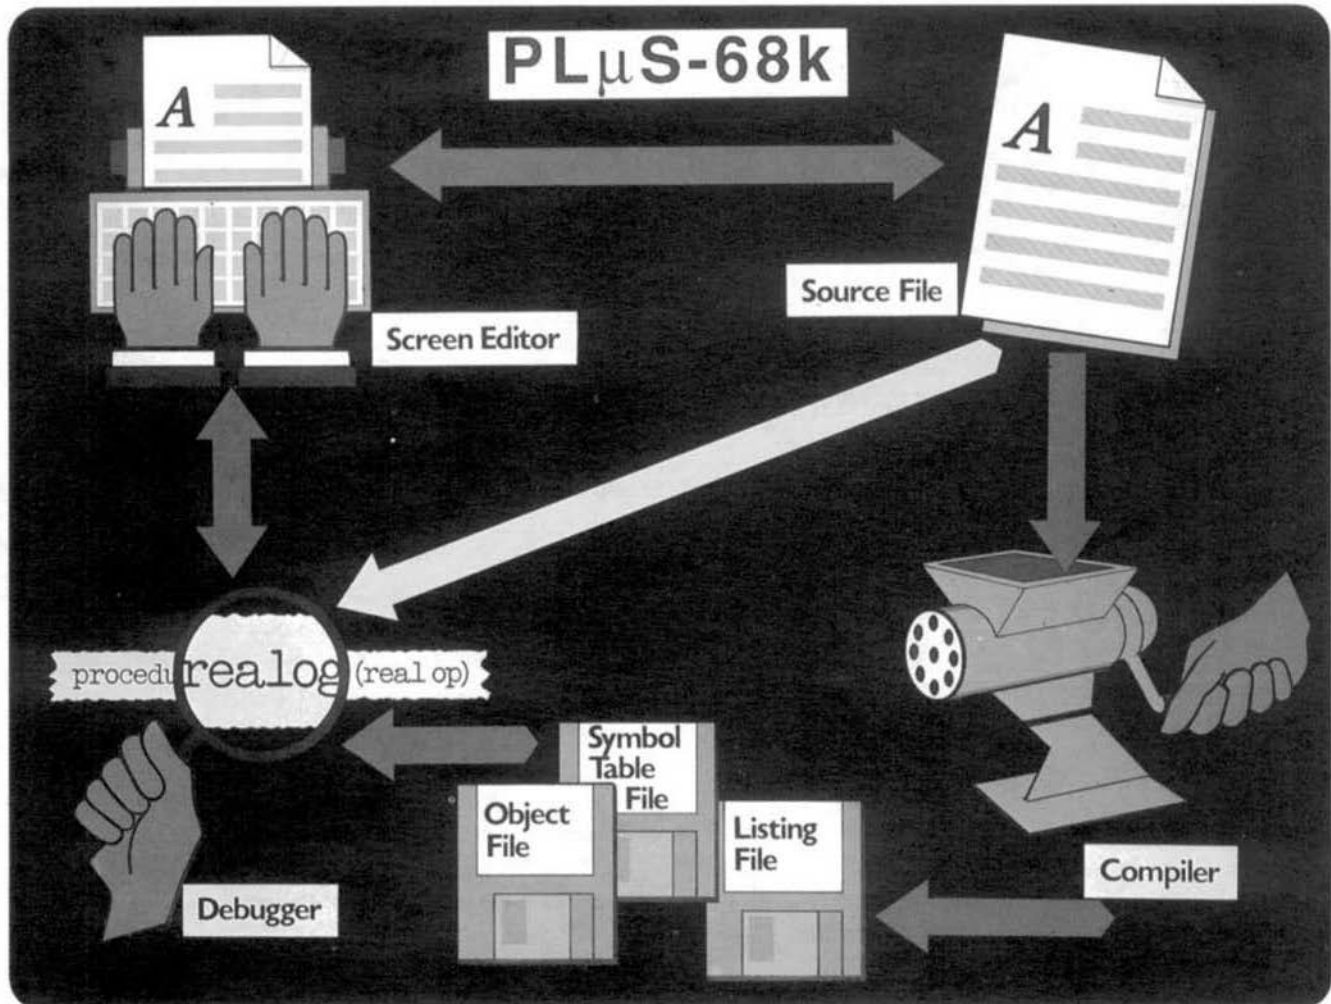 PLμS-68k
A
A
Source File
Screen Editor
procedu realog (real op)
Symbol
Table
File
Object
File
Listing
File
Compiler
Debugger